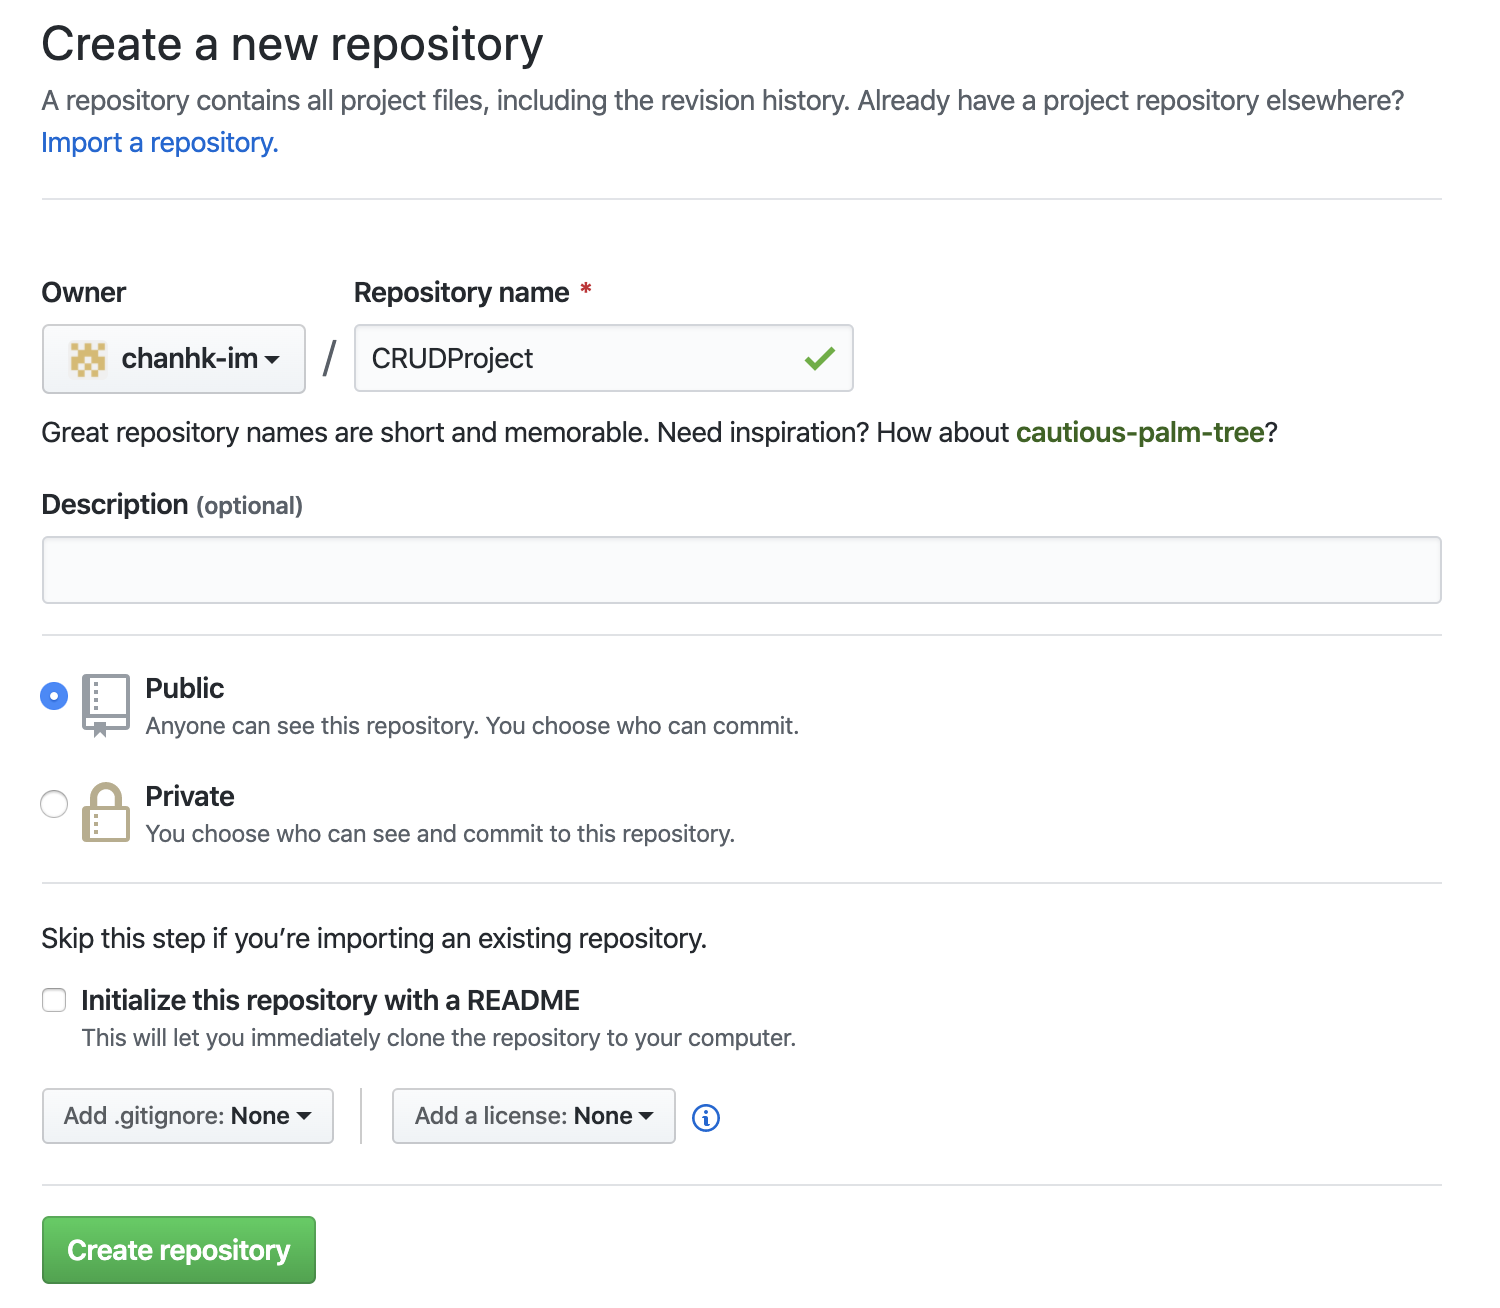 Create a new repository
A repository contains all project files, including the revision history. Already have a project repository elsewhere?
Import a repository.
Owner
Repository name *
chanhk-im
/
CRUDProject
Great repository names are short and memorable. Need inspiration? How about cautious-palm-tree?
Description (optional)
Public
Anyone can see this repository. You choose who can commit.
Private
You choose who can see and commit to this repository.
Skip this step if you’re importing an existing repository.
Initialize this repository with a README
This will let you immediately clone the repository to your computer.
Add .gitignore: None
Add a license: None
Create repository